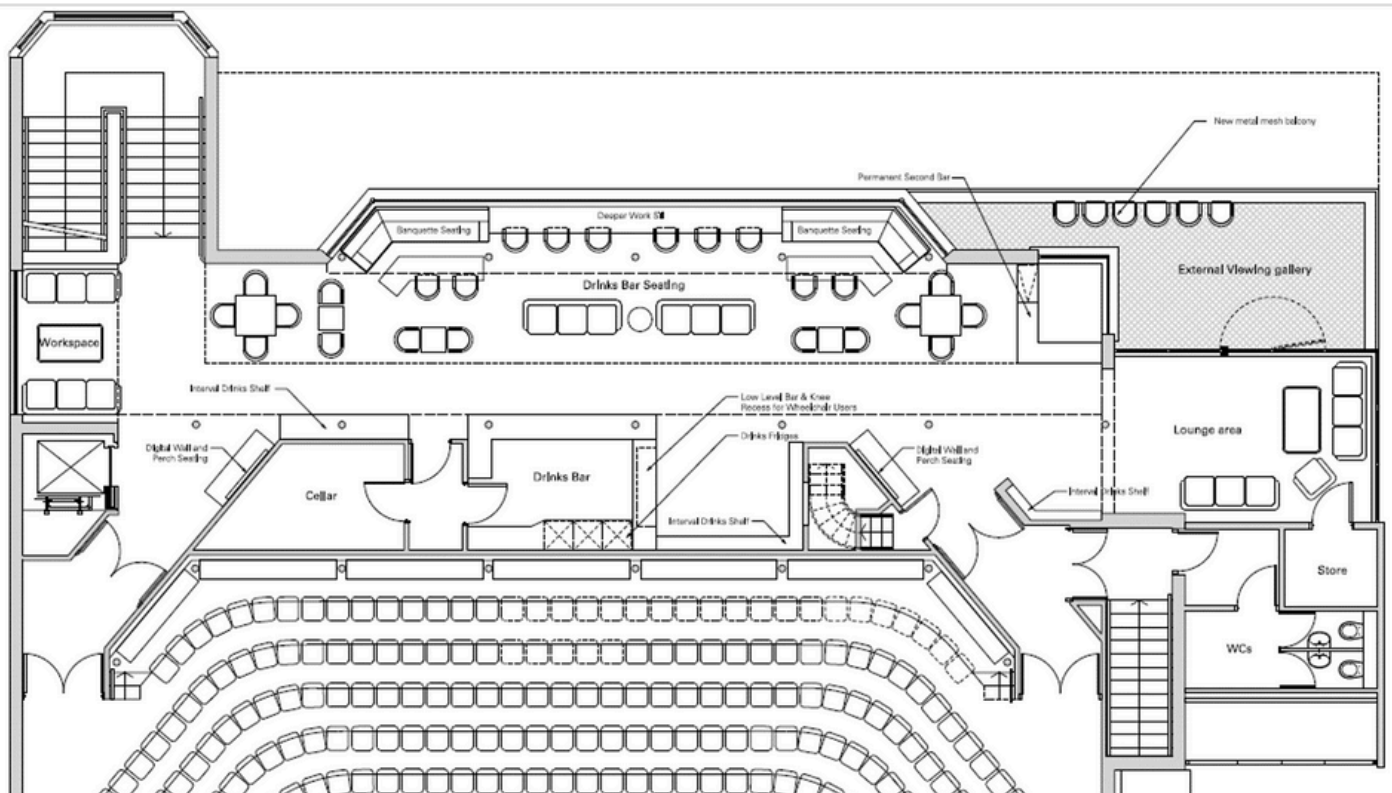 New metal mesh balcony
Permanent Second Bar
Deeper Work Sill
Banquette Seating
Banquette Seating
External Viewing gallery
Drinks Bar Seating
Workspace
Interval Drinks Shelf
Low Level Bar & Knee
Recess for Wheelchair Users
Drinks Fridges
Digital Wall and
Perch Seating
Digital Wall and
Perch Seating
Lounge area
Cellar
Drinks Bar
Interval Drinks Shelf
Interval Drinks Shelf
Store
WCs